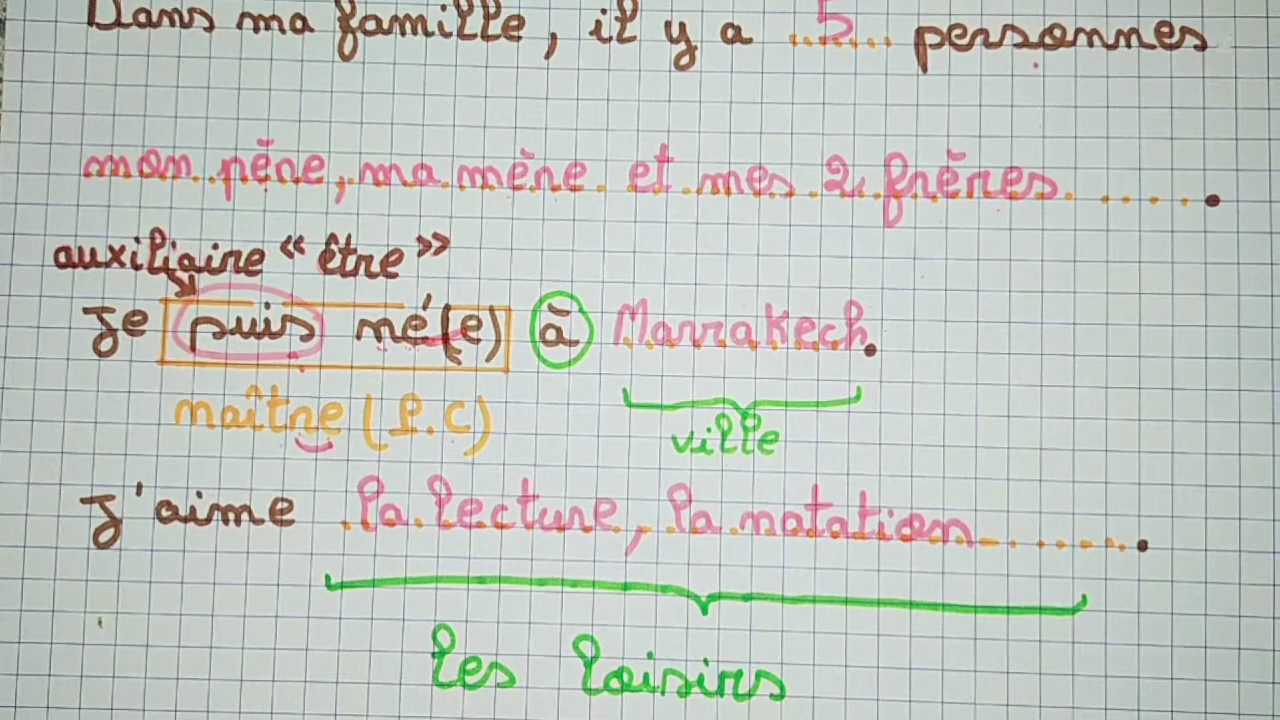 Dans ma famille, il y a ..5.... personnes
mon père, ma mère et mes 2 frères .......
auxiliaire « être »
Je suis né(e) à Marrakech.
naître (P.C)
ville
J'aime la lecture, la natation ........
les loisirs